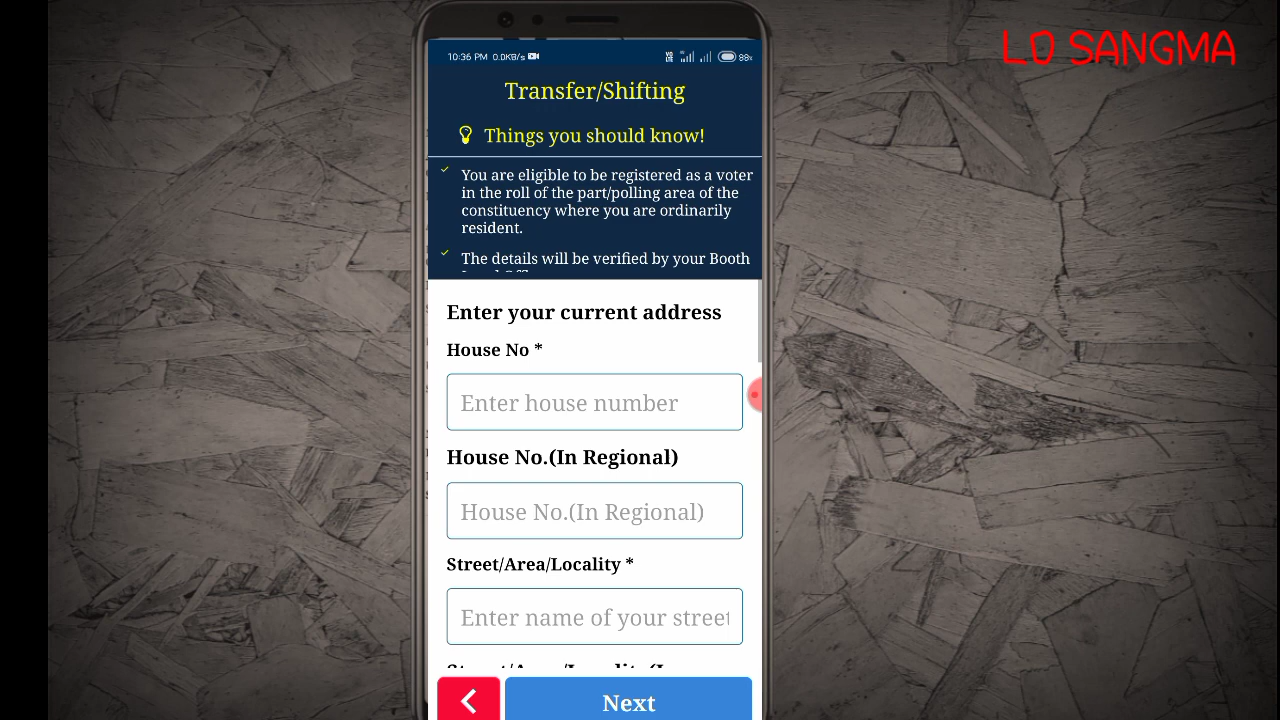 LD SANGMA
10:36 PM 0.0KB/s
88%
Transfer/Shifting
Things you should know!
You are eligible to be registered as a voter
in the roll of the part/polling area of the
constituency where you are ordinarily
resident.
The details will be verified by your Booth
Enter your current address
House No *
Enter house number
House No.(In Regional)
House No.(In Regional)
Street/Area/Locality *
Enter name of your street
Next